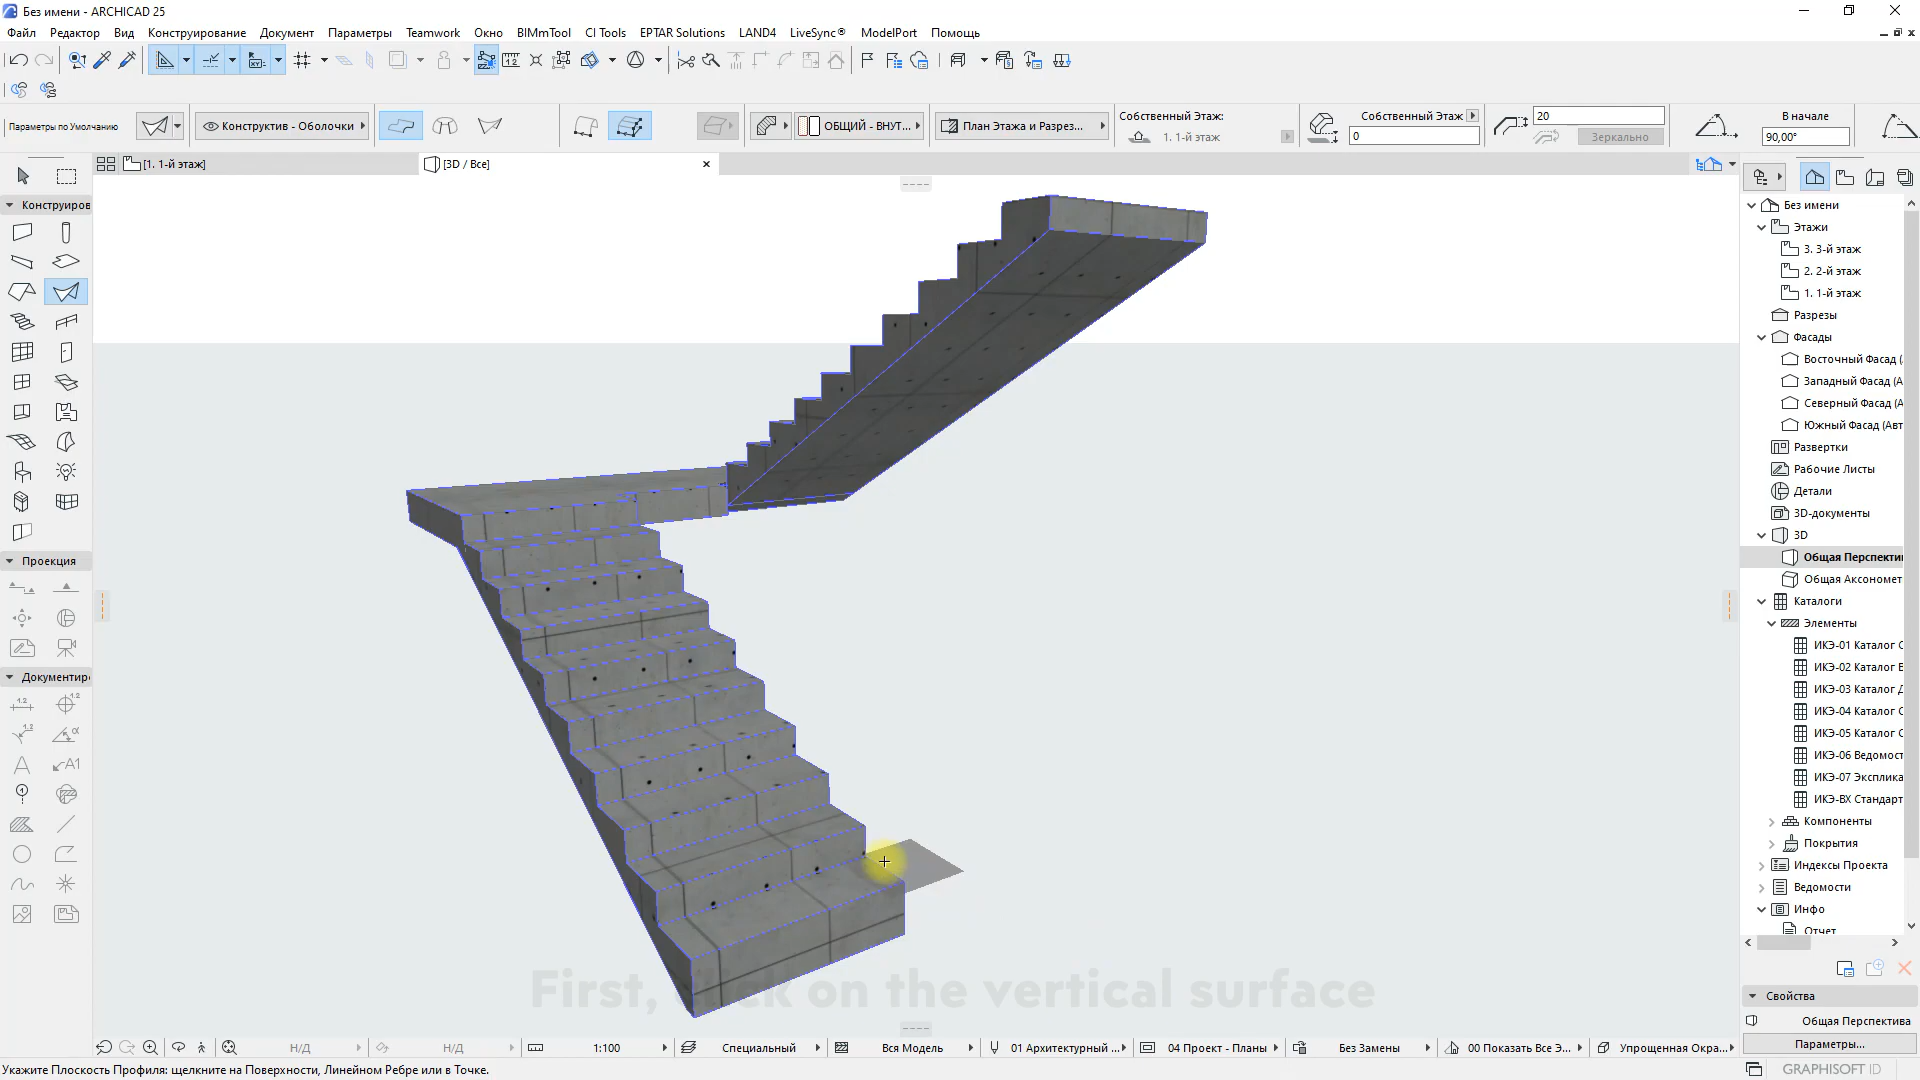 Без имени - ARCHICAD 25
Файл Редактор Вид Конструирование Документ Параметры Teamwork Окно BIMmTool CI Tools EPTAR Solutions LAND4 LiveSync® ModelPort Помощь
Параметры по Умолчанию
Конструктив - Оболочки
ОБЩИЙ - ВНУТ...
План Этажа и Разрез...
Собственный Этаж:
1. 1-й этаж
Собственный Этаж
0
20
Зеркально
В начале
90,00°
[1. 1-й этаж]
[3D / Все]
Конструиров
Проекция
Документир
Без имени
Этажи
3. 3-й этаж
2. 2-й этаж
1. 1-й этаж
Разрезы
Фасады
Восточный Фасад (
Западный Фасад (А
Северный Фасад (А
Южный Фасад (Авт
Развертки
Рабочие Листы
Детали
3D-документы
3D
Общая Перспекти
Общая Аксономет
Каталоги
Элементы
ИКЭ-01 Каталог С
ИКЭ-02 Каталог В
ИКЭ-03 Каталог Д
ИКЭ-04 Каталог С
ИКЭ-05 Каталог С
ИКЭ-06 Ведомост
ИКЭ-07 Эксплика
ИКЭ-ВХ Стандарт
Компоненты
Покрытия
Индексы Проекта
Ведомости
Инфо
Отчет
Свойства
Общая Перспектива
Параметры...
First, click on the vertical surface
Н/Д Н/Д 1:100 Специальный Вся Модель 01 Архитектурный ... 04 Проект - Планы Без Замены 00 Показать Все Э... Упрощенная Окра...
Укажите Плоскость Профиля: щелкните на Поверхности, Линейном Ребре или в Точке.
GRAPHISOFT ID